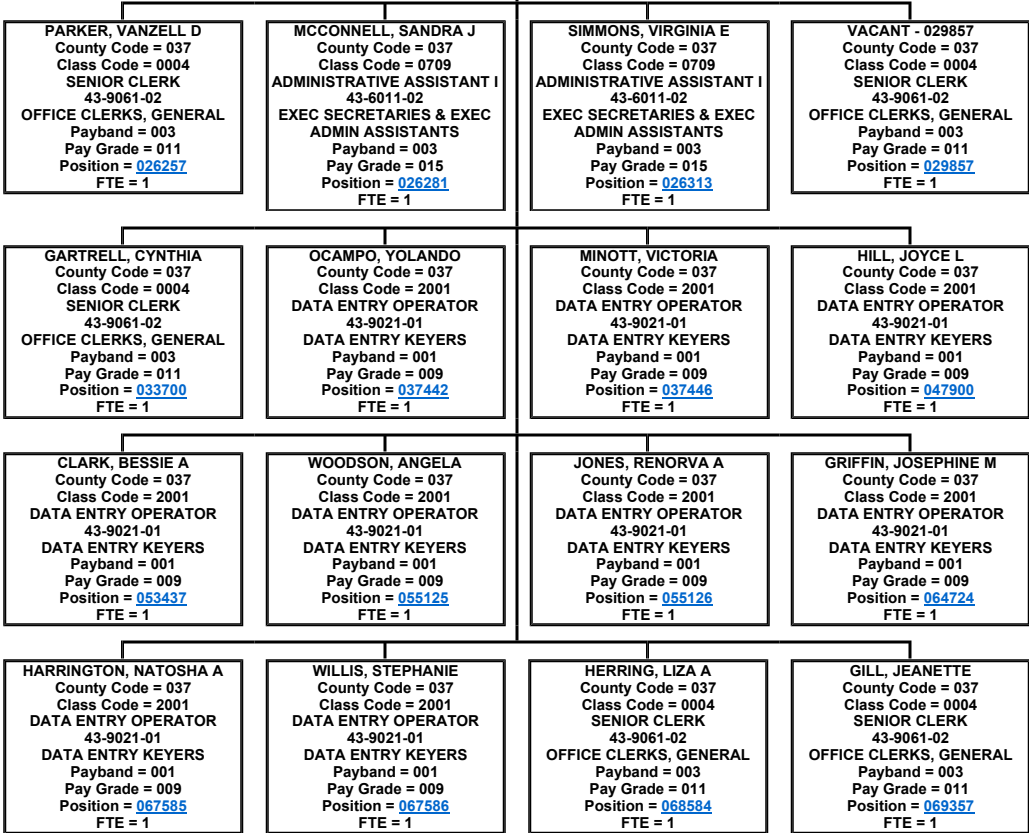 PARKER, VANZELL D
County Code = 037
Class Code = 0004
SENIOR CLERK
43-9061-02
OFFICE CLERKS, GENERAL
Payband = 003
Pay Grade = 011
Position = 026257
FTE = 1
MCCONNELL, SANDRA J
County Code = 037
Class Code = 0709
ADMINISTRATIVE ASSISTANT I
43-6011-02
EXEC SECRETARIES & EXEC
ADMIN ASSISTANTS
Payband = 003
Pay Grade = 015
Position = 026281
FTE = 1
SIMMONS, VIRGINIA E
County Code = 037
Class Code = 0709
ADMINISTRATIVE ASSISTANT I
43-6011-02
EXEC SECRETARIES & EXEC
ADMIN ASSISTANTS
Payband = 003
Pay Grade = 015
Position = 026313
FTE = 1
VACANT - 029857
County Code = 037
Class Code = 0004
SENIOR CLERK
43-9061-02
OFFICE CLERKS, GENERAL
Payband = 003
Pay Grade = 011
Position = 029857
FTE = 1
GARTRELL, CYNTHIA
County Code = 037
Class Code = 0004
SENIOR CLERK
43-9061-02
OFFICE CLERKS, GENERAL
Payband = 003
Pay Grade = 011
Position = 033700
FTE = 1
OCAMPO, YOLANDO
County Code = 037
Class Code = 2001
DATA ENTRY OPERATOR
43-9021-01
DATA ENTRY KEYERS
Payband = 001
Pay Grade = 009
Position = 037442
FTE = 1
MINOTT, VICTORIA
County Code = 037
Class Code = 2001
DATA ENTRY OPERATOR
43-9021-01
DATA ENTRY KEYERS
Payband = 001
Pay Grade = 009
Position = 037446
FTE = 1
HILL, JOYCE L
County Code = 037
Class Code = 2001
DATA ENTRY OPERATOR
43-9021-01
DATA ENTRY KEYERS
Payband = 001
Pay Grade = 009
Position = 047900
FTE = 1
CLARK, BESSIE A
County Code = 037
Class Code = 2001
DATA ENTRY OPERATOR
43-9021-01
DATA ENTRY KEYERS
Payband = 001
Pay Grade = 009
Position = 053437
FTE = 1
WOODSON, ANGELA
County Code = 037
Class Code = 2001
DATA ENTRY OPERATOR
43-9021-01
DATA ENTRY KEYERS
Payband = 001
Pay Grade = 009
Position = 055125
FTE = 1
JONES, RENORVA A
County Code = 037
Class Code = 2001
DATA ENTRY OPERATOR
43-9021-01
DATA ENTRY KEYERS
Payband = 001
Pay Grade = 009
Position = 055126
FTE = 1
GRIFFIN, JOSEPHINE M
County Code = 037
Class Code = 2001
DATA ENTRY OPERATOR
43-9021-01
DATA ENTRY KEYERS
Payband = 001
Pay Grade = 009
Position = 064724
FTE = 1
HARRINGTON, NATOSHA A
County Code = 037
Class Code = 2001
DATA ENTRY OPERATOR
43-9021-01
DATA ENTRY KEYERS
Payband = 001
Pay Grade = 009
Position = 067585
FTE = 1
WILLIS, STEPHANIE
County Code = 037
Class Code = 2001
DATA ENTRY OPERATOR
43-9021-01
DATA ENTRY KEYERS
Payband = 001
Pay Grade = 009
Position = 067586
FTE = 1
HERRING, LIZA A
County Code = 037
Class Code = 0004
SENIOR CLERK
43-9061-02
OFFICE CLERKS, GENERAL
Payband = 003
Pay Grade = 011
Position = 068584
FTE = 1
GILL, JEANETTE
County Code = 037
Class Code = 0004
SENIOR CLERK
43-9061-02
OFFICE CLERKS, GENERAL
Payband = 003
Pay Grade = 011
Position = 069357
FTE = 1